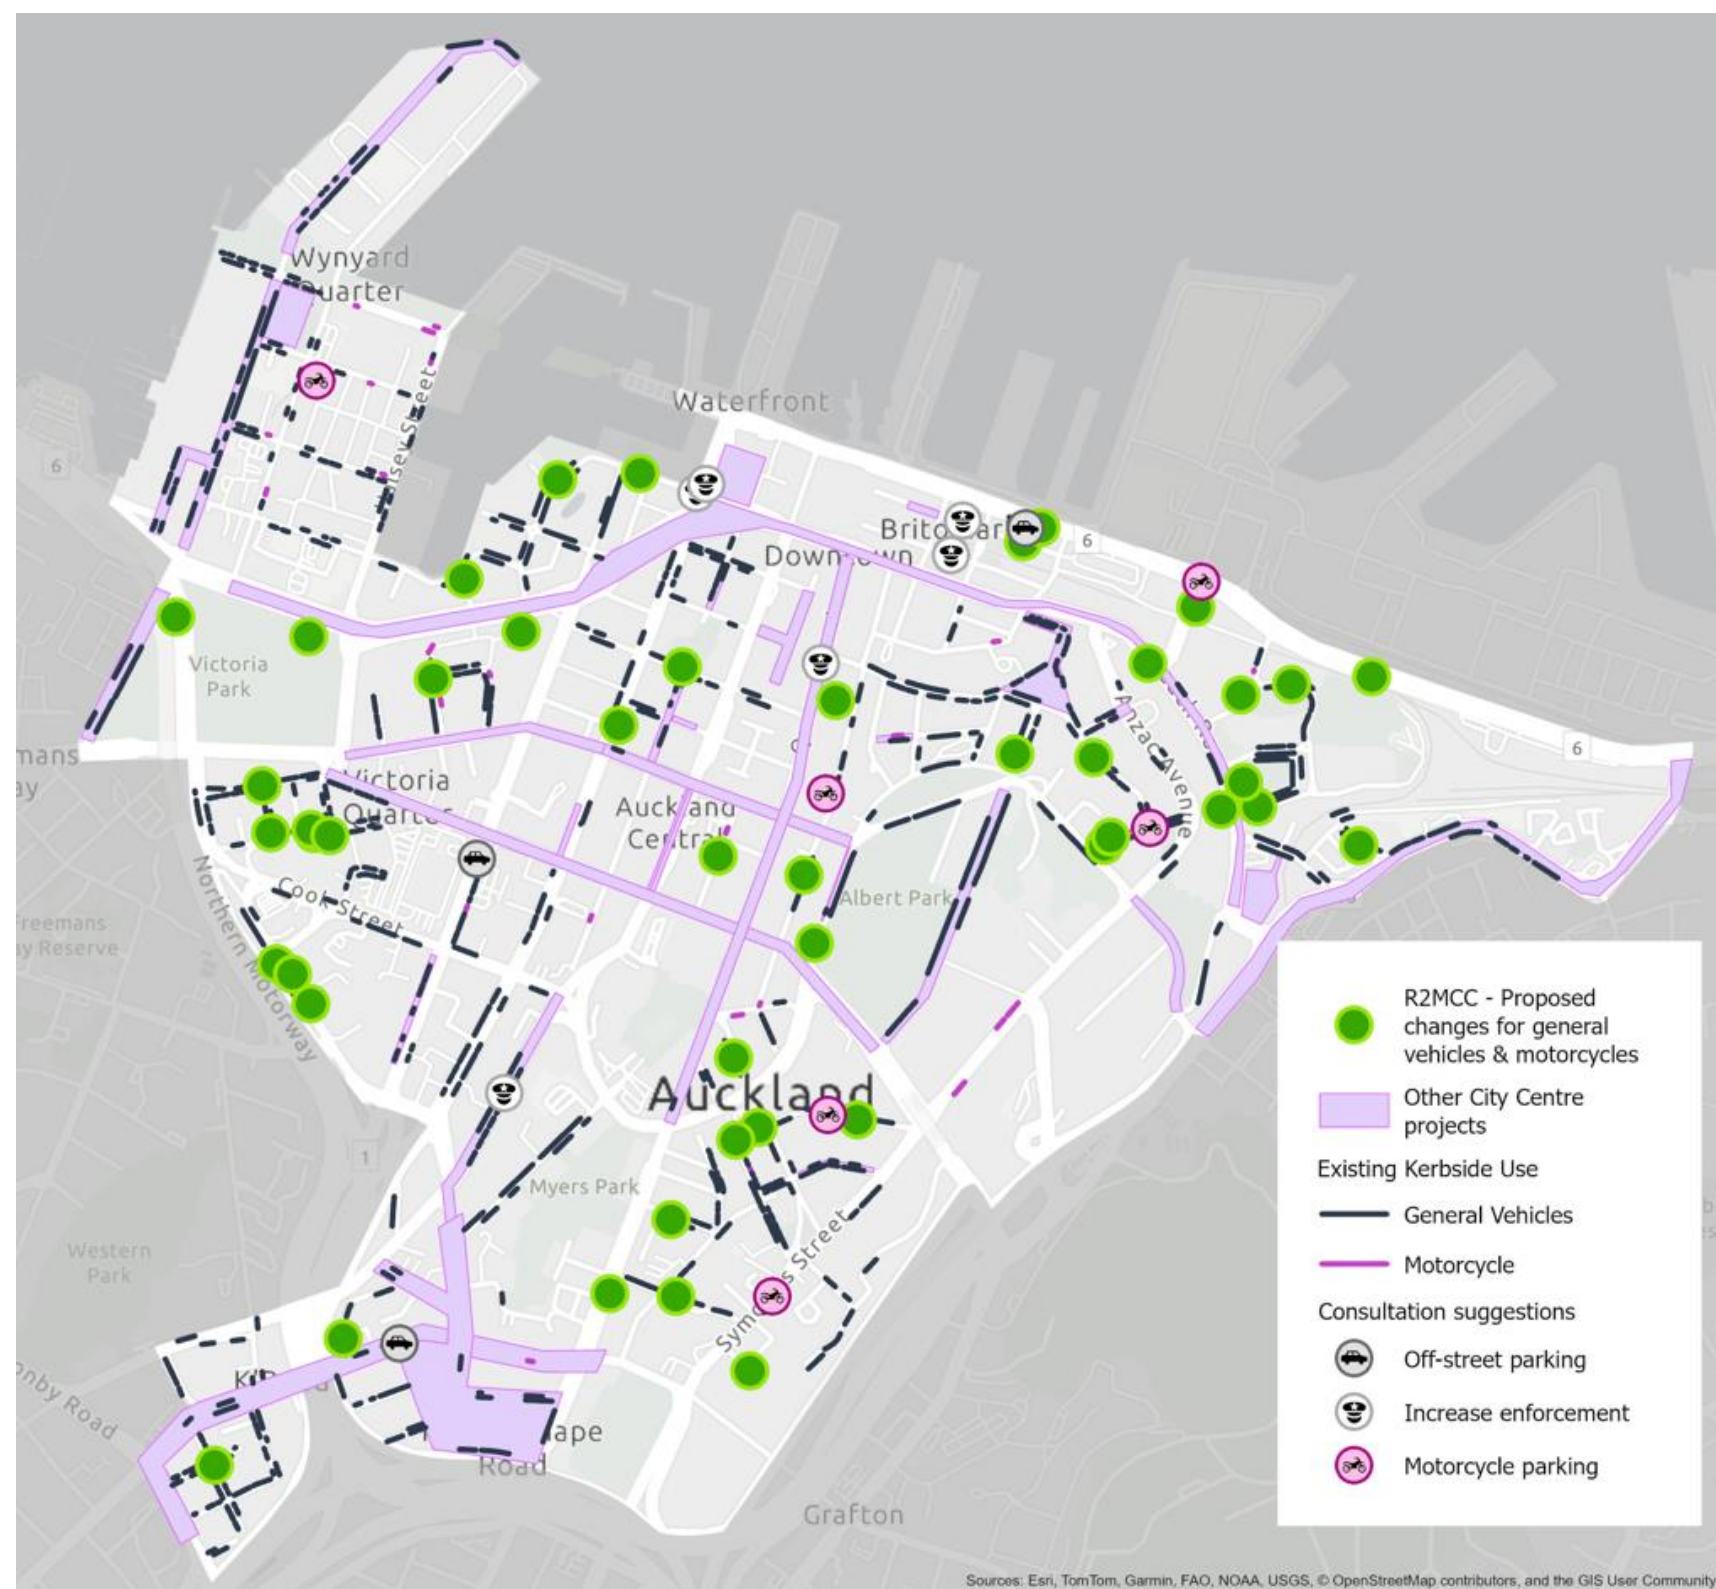 Wynyard
Quarter
Halsey Street
6
Waterfront
6
Downtown
Victoria
Park
Anzac Avenue
6
Victoria
Quarter
Auckland
Central
Albert Park
Cook Street
Northern Motorway
Auckland
1
Myers Park
Western
Park
Symonds Street
Road
Grafton
R2MCC - Proposed
changes for general
vehicles & motorcycles
Other City Centre
projects
Existing Kerbside Use
General Vehicles
Motorcycle
Consultation suggestions
Off-street parking
Increase enforcement
Motorcycle parking
Sources: Esri, TomTom, Garmin, FAO, NOAA, USGS, © OpenStreetMap contributors, and the GIS User Community